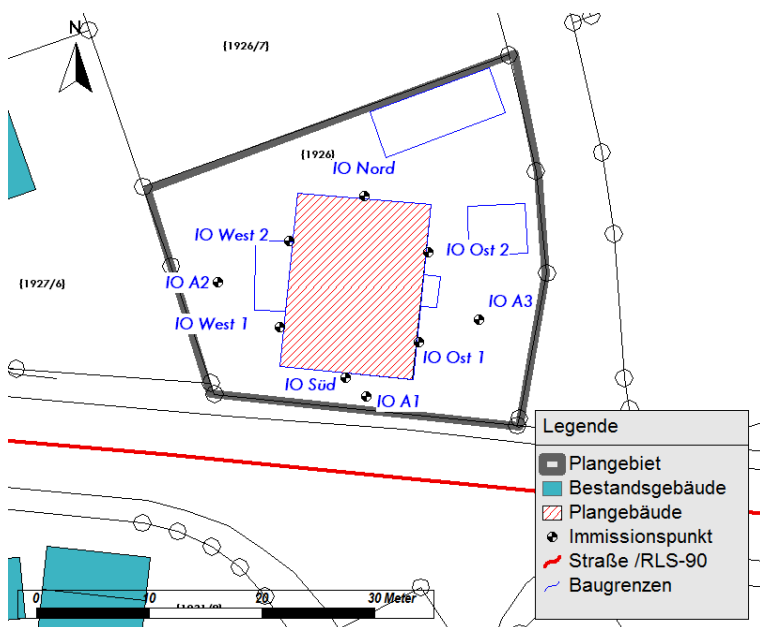 N
{1926/7}
{1926}
IO Nord
IO West 2
IO Ost 2
IO A2
{1927/6}
IO A3
IO West 1
IO Ost 1
IO Süd
IO A1
Legende
Plangebiet
Bestandsgebäude
Plangebäude
Immissionspunkt
Straße /RLS-90
Baugrenzen
0 10 20 30 Meter